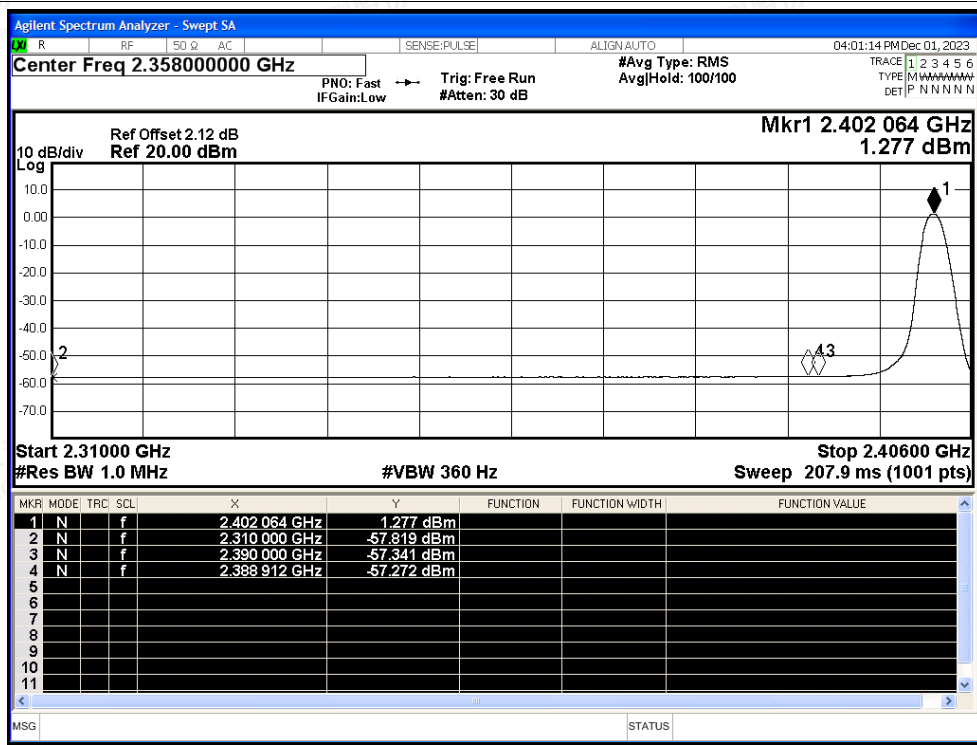 Agilent Spectrum Analyzer - Swept SA
LXI R RF 50 Ω AC SENSE:PULSE ALIGN AUTO 04:01:14 PM Dec 01, 2023
Center Freq 2.358000000 GHz #Avg Type: RMS TRACE 1 2 3 4 5 6
PNO: Fast Trig: Free Run Avg|Hold: 100/100 TYPE M
IFGain:Low #Atten: 30 dB DET P N N N N N
Mkr1 2.402 064 GHz
Ref Offset 2.12 dB
10 dB/div Ref 20.00 dBm 1.277 dBm
Log
10.0
1
0.00
-10.0
-20.0
-30.0
-40.0
-50.0
2 4 3
-60.0
-70.0
Start 2.31000 GHz Stop 2.40600 GHz
#Res BW 1.0 MHz #VBW 360 Hz Sweep 207.9 ms (1001 pts)
MKR MODE TRC SCL X Y FUNCTION FUNCTION WIDTH FUNCTION VALUE
1 N f 2.402 064 GHz 1.277 dBm
2 N f 2.310 000 GHz -57.819 dBm
3 N f 2.390 000 GHz -57.341 dBm
4 N f 2.388 912 GHz -57.272 dBm
5
6
7
8
9
10
11
MSG STATUS